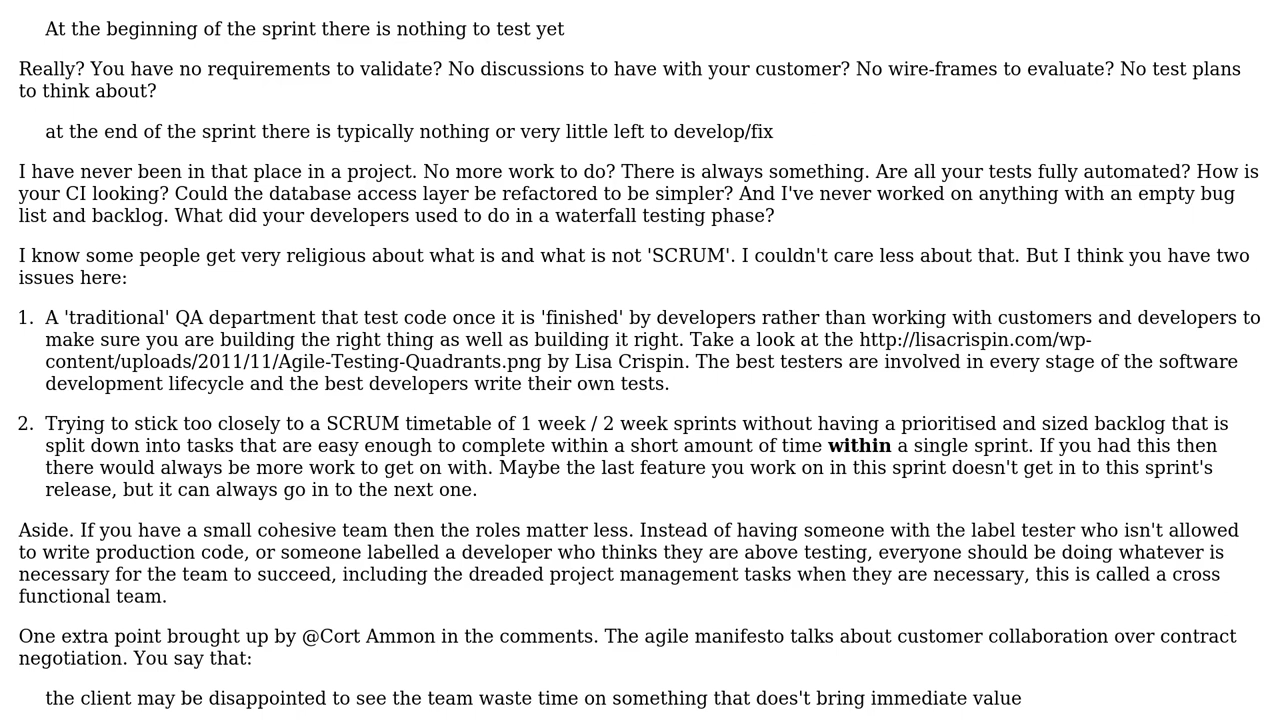 At the beginning of the sprint there is nothing to test yet
Really? You have no requirements to validate? No discussions to have with your customer? No wire-frames to evaluate? No test plans
to think about?
at the end of the sprint there is typically nothing or very little left to develop/fix
I have never been in that place in a project. No more work to do? There is always something. Are all your tests fully automated? How is
your CI looking? Could the database access layer be refactored to be simpler? And I've never worked on anything with an empty bug
list and backlog. What did your developers used to do in a waterfall testing phase?
I know some people get very religious about what is and what is not 'SCRUM'. I couldn't care less about that. But I think you have two
issues here:
1. A 'traditional' QA department that test code once it is 'finished' by developers rather than working with customers and developers to
make sure you are building the right thing as well as building it right. Take a look at the http://lisacrispin.com/wp-
content/uploads/2011/11/Agile-Testing-Quadrants.png by Lisa Crispin. The best testers are involved in every stage of the software
development lifecycle and the best developers write their own tests.
2. Trying to stick too closely to a SCRUM timetable of 1 week / 2 week sprints without having a prioritised and sized backlog that is
split down into tasks that are easy enough to complete within a short amount of time within a single sprint. If you had this then
there would always be more work to get on with. Maybe the last feature you work on in this sprint doesn't get in to this sprint's
release, but it can always go in to the next one.
Aside. If you have a small cohesive team then the roles matter less. Instead of having someone with the label tester who isn't allowed
to write production code, or someone labelled a developer who thinks they are above testing, everyone should be doing whatever is
necessary for the team to succeed, including the dreaded project management tasks when they are necessary, this is called a cross
functional team.
One extra point brought up by @Cort Ammon in the comments. The agile manifesto talks about customer collaboration over contract
negotiation. You say that:
the client may be disappointed to see the team waste time on something that does't bring immediate value